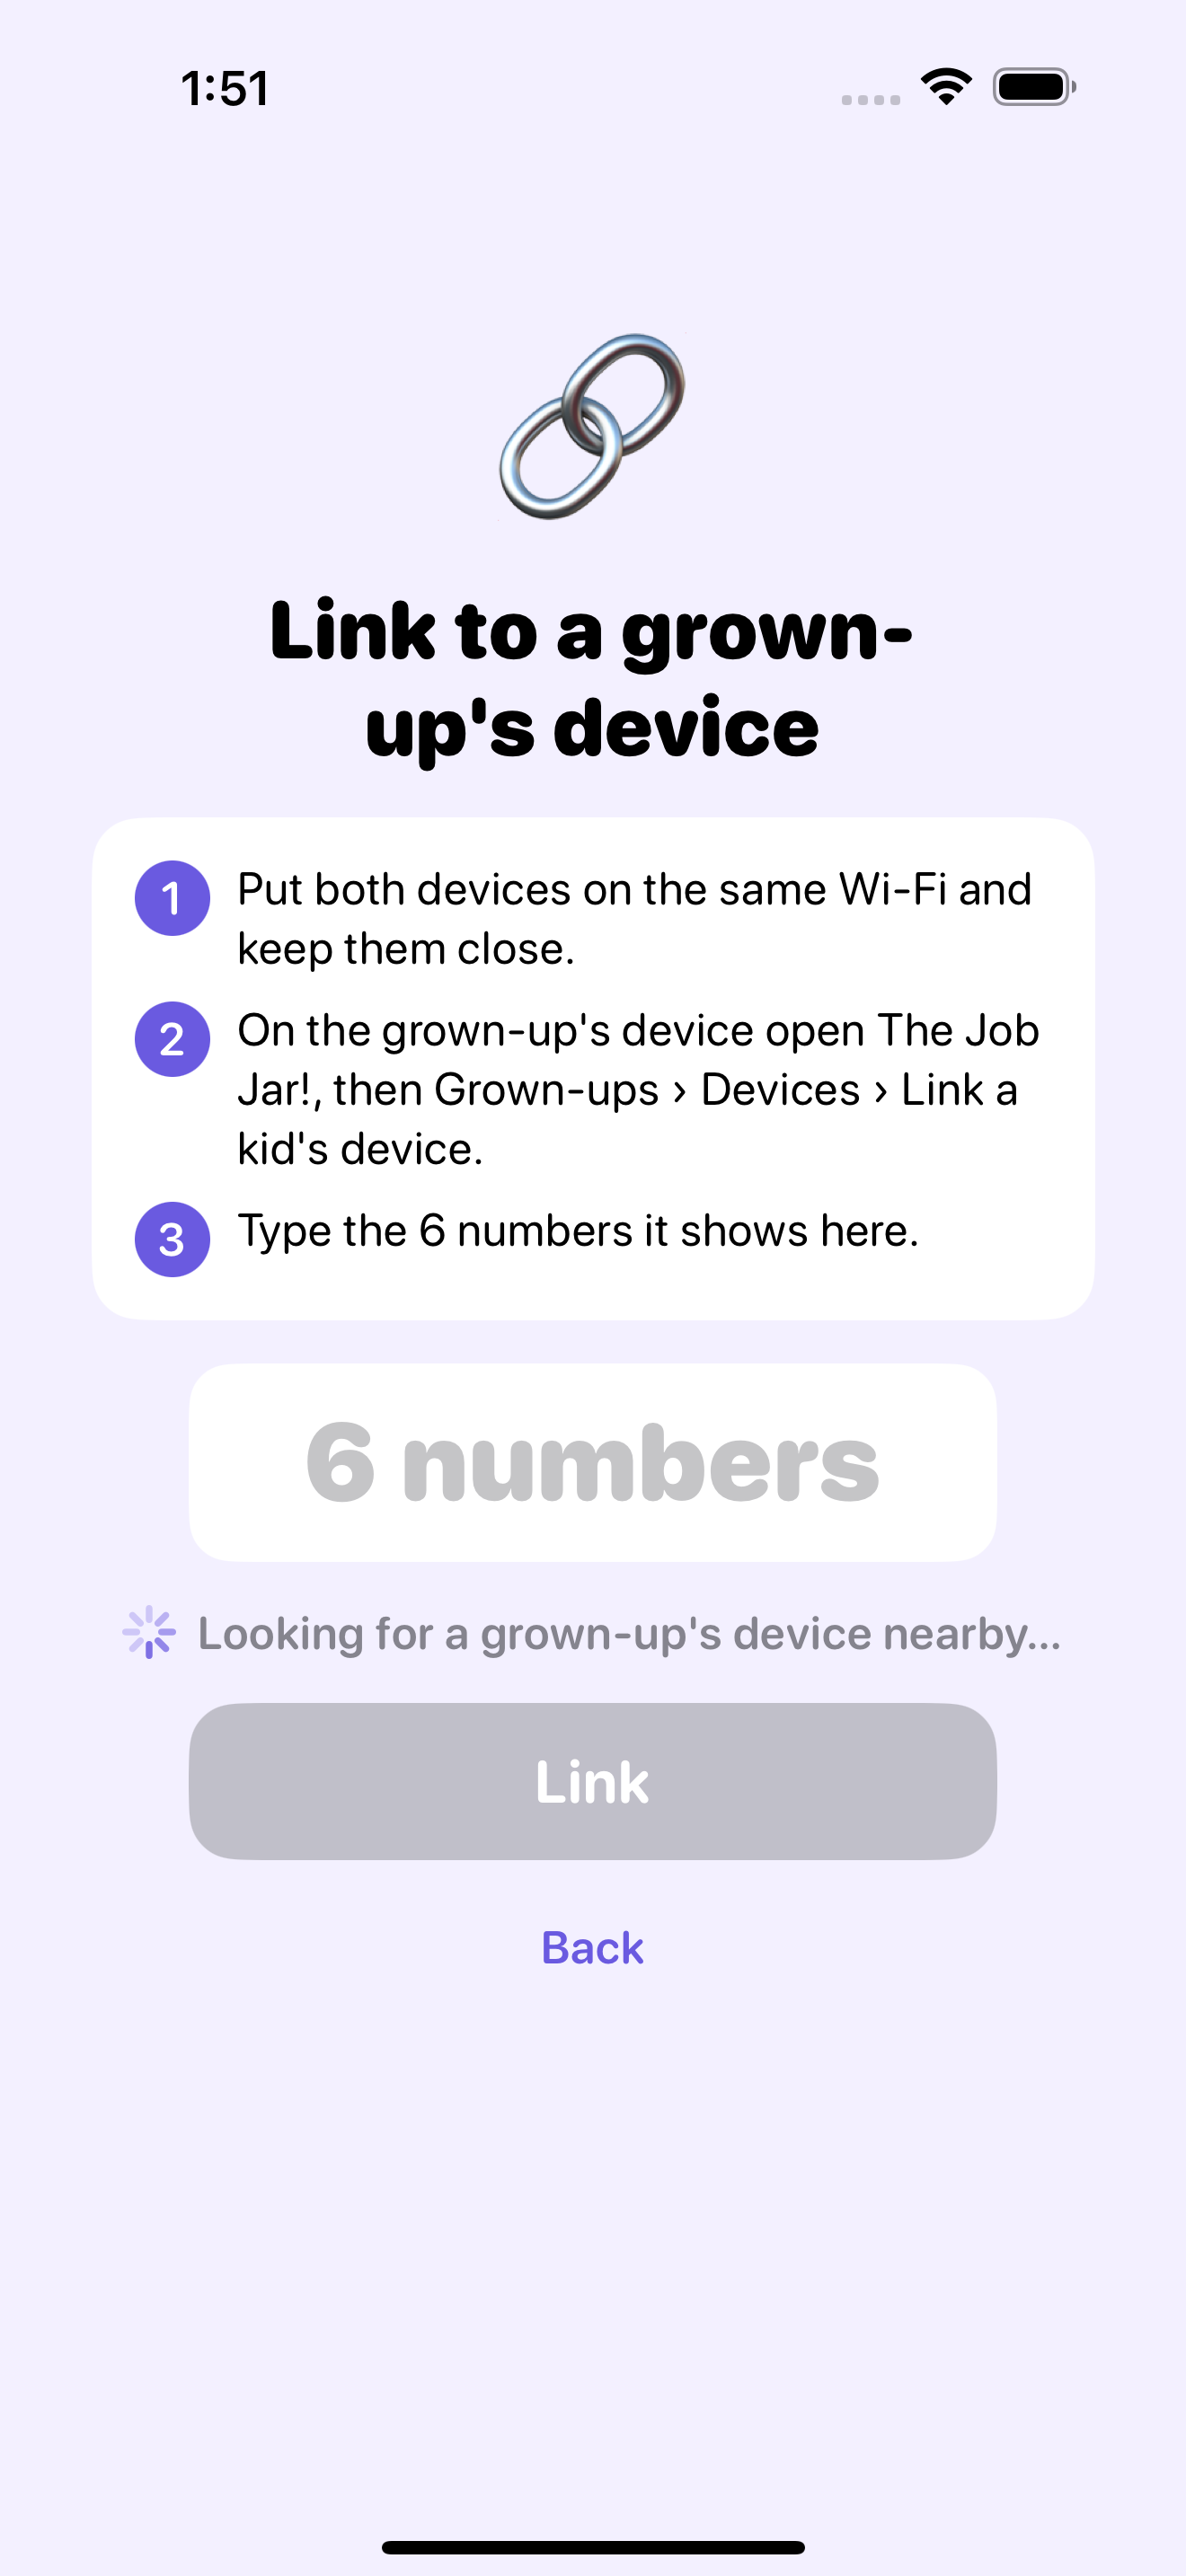 1:51
Link to a grown-
up's device
1 Put both devices on the same Wi-Fi and
keep them close.
2 On the grown-up's device open The Job
Jar!, then Grown-ups › Devices › Link a
kid's device.
3 Type the 6 numbers it shows here.
6 numbers
Looking for a grown-up's device nearby...
Link
Back